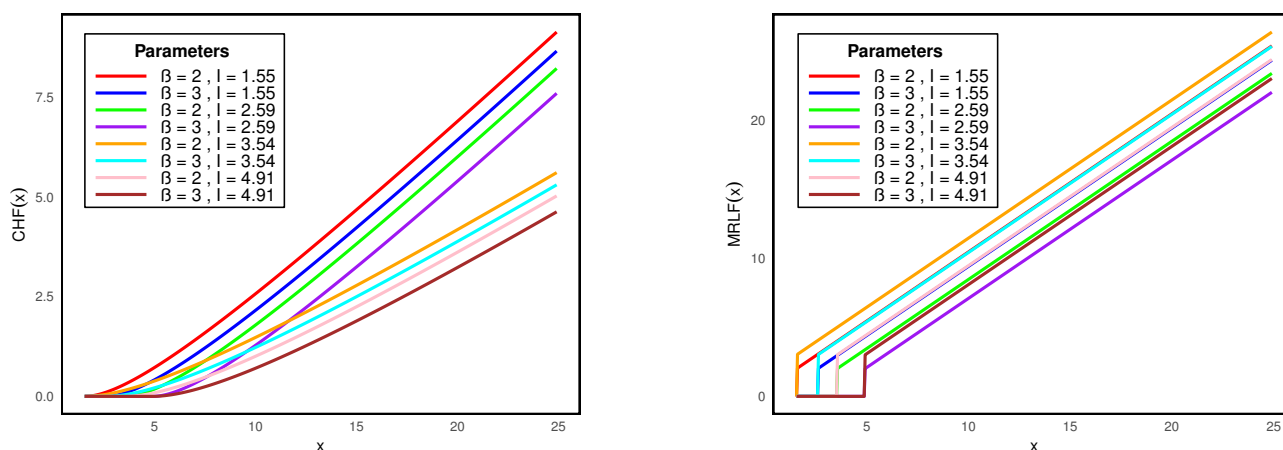 CHF(x)
7.5
5.0
2.5
0.0
Parameters
ß = 2 , l = 1.55
ß = 3 , l = 1.55
ß = 2 , l = 2.59
ß = 3 , l = 2.59
ß = 2 , l = 3.54
ß = 3 , l = 3.54
ß = 2 , l = 4.91
ß = 3 , l = 4.91
5 10 15 20 25
x
MRLF(x)
20
10
0
Parameters
ß = 2 , l = 1.55
ß = 3 , l = 1.55
ß = 2 , l = 2.59
ß = 3 , l = 2.59
ß = 2 , l = 3.54
ß = 3 , l = 3.54
ß = 2 , l = 4.91
ß = 3 , l = 4.91
5 10 15 20 25
x